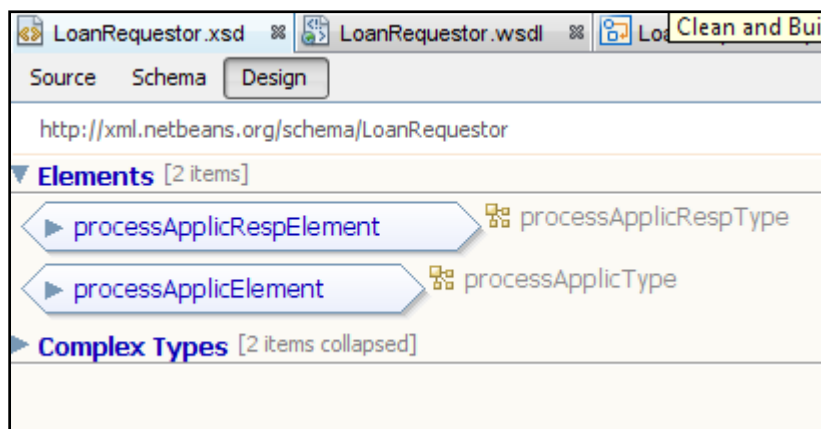 LoanRequestor.xsd LoanRequestor.wsdl Clean and
Source Schema Design
http://xml.netbeans.org/schema/LoanRequestor
Elements [2 items]
processApplicRespElement processApplicRespType
processApplicElement processApplicType
Complex Types [2 items collapsed]